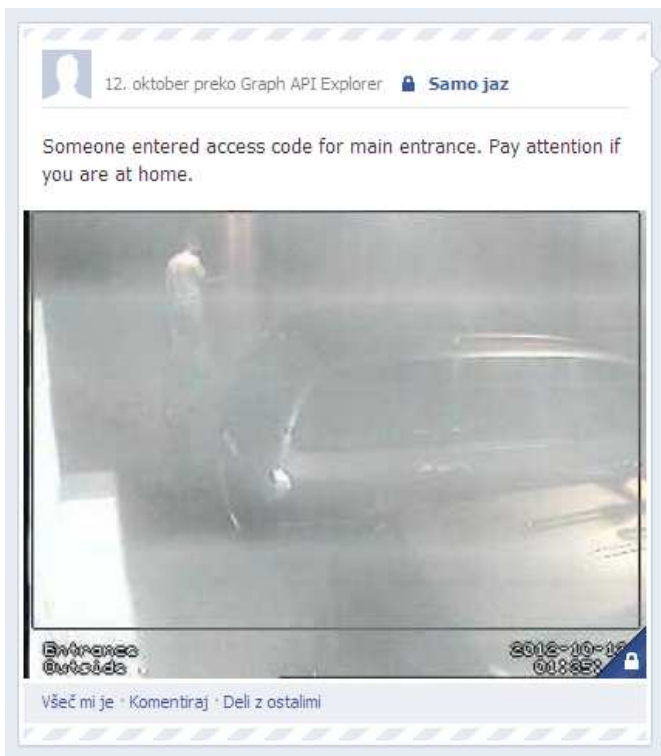 12. oktober preko Graph API Explorer Samo jaz
Someone entered access code for main entrance. Pay attention if
you are at home.
Entrance
Outside
Všeč mi je · Komentiraj · Deli z ostalimi